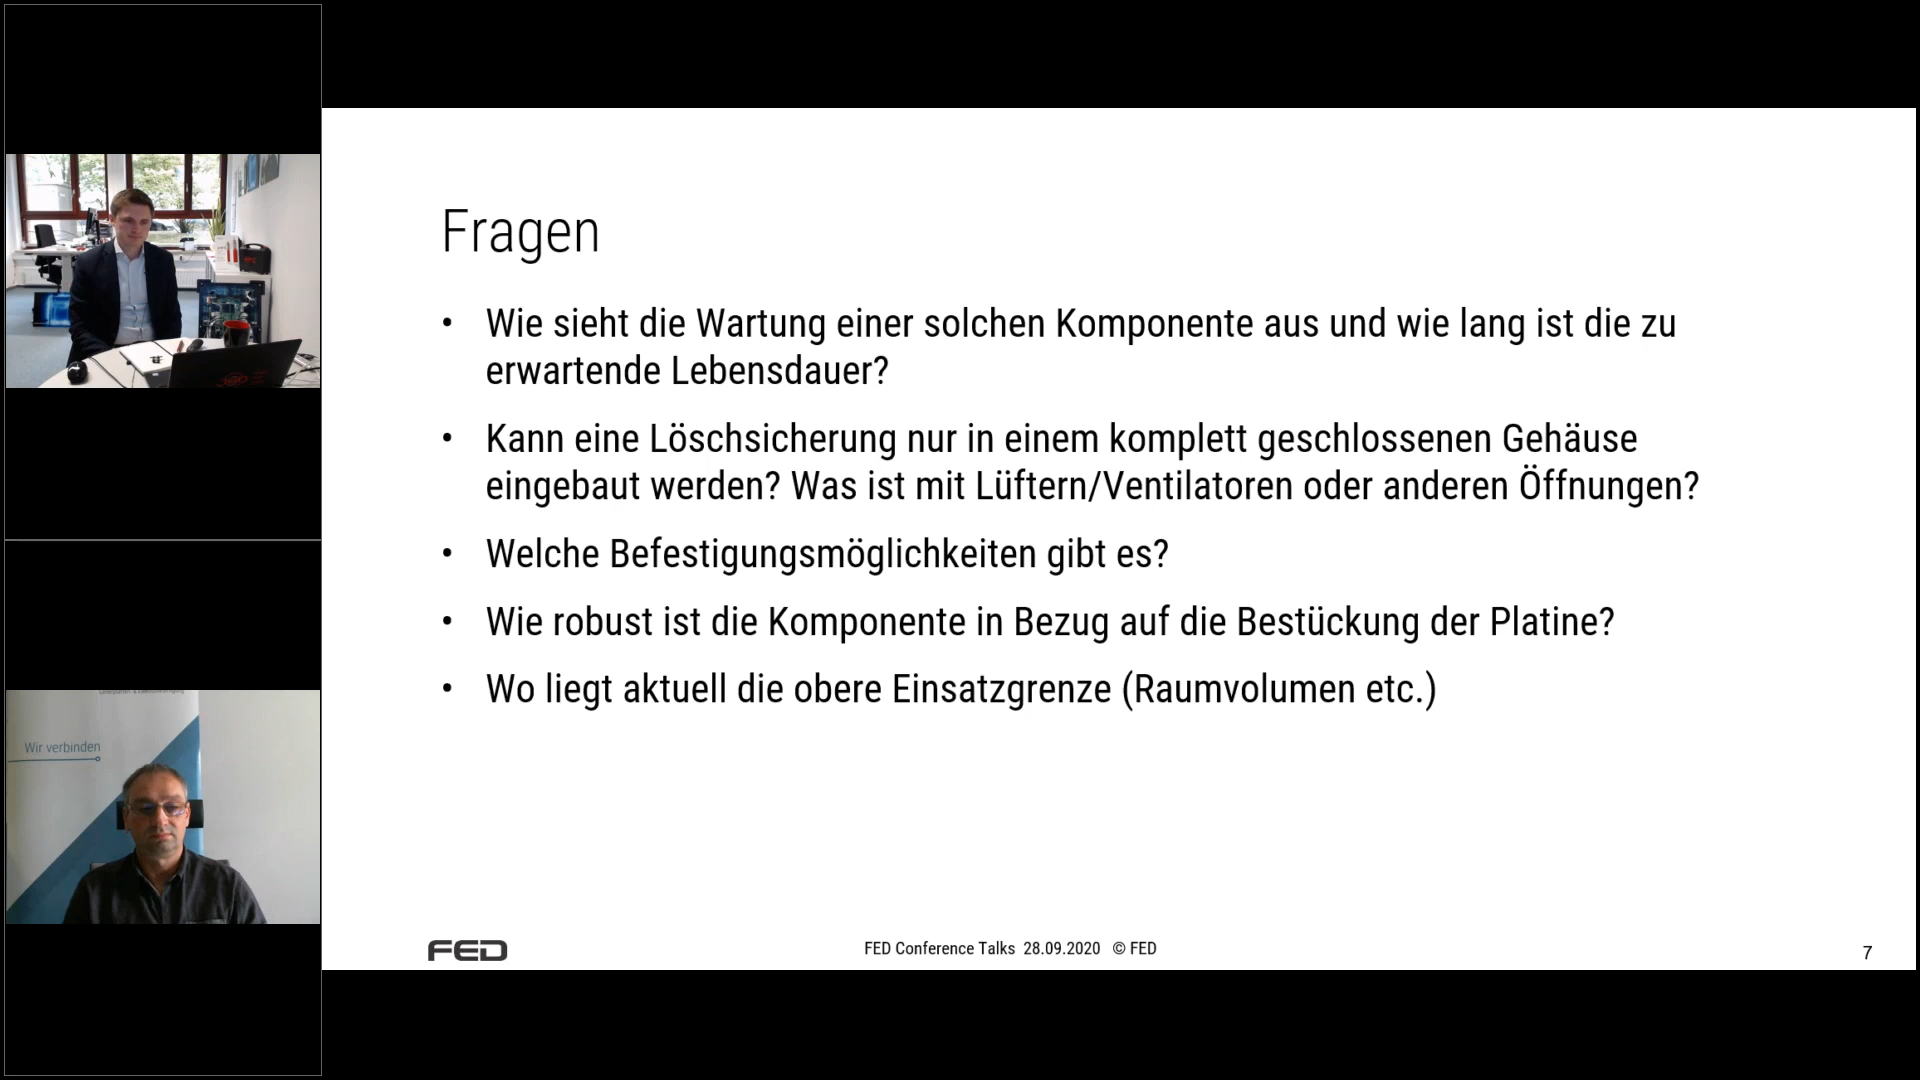 Fragen
• Wie sieht die Wartung einer solchen Komponente aus und wie lang ist die zu
erwartende Lebensdauer?
• Kann eine Löschsicherung nur in einem komplett geschlossenen Gehäuse
eingebaut werden? Was ist mit Lüftern/Ventilatoren oder anderen Öffnungen?
• Welche Befestigungsmöglichkeiten gibt es?
• Wie robust ist die Komponente in Bezug auf die Bestückung der Platine?
• Wo liegt aktuell die obere Einsatzgrenze (Raumvolumen etc.)
Wir verbinden
FED
FED Conference Talks 28.09.2020 © FED
7